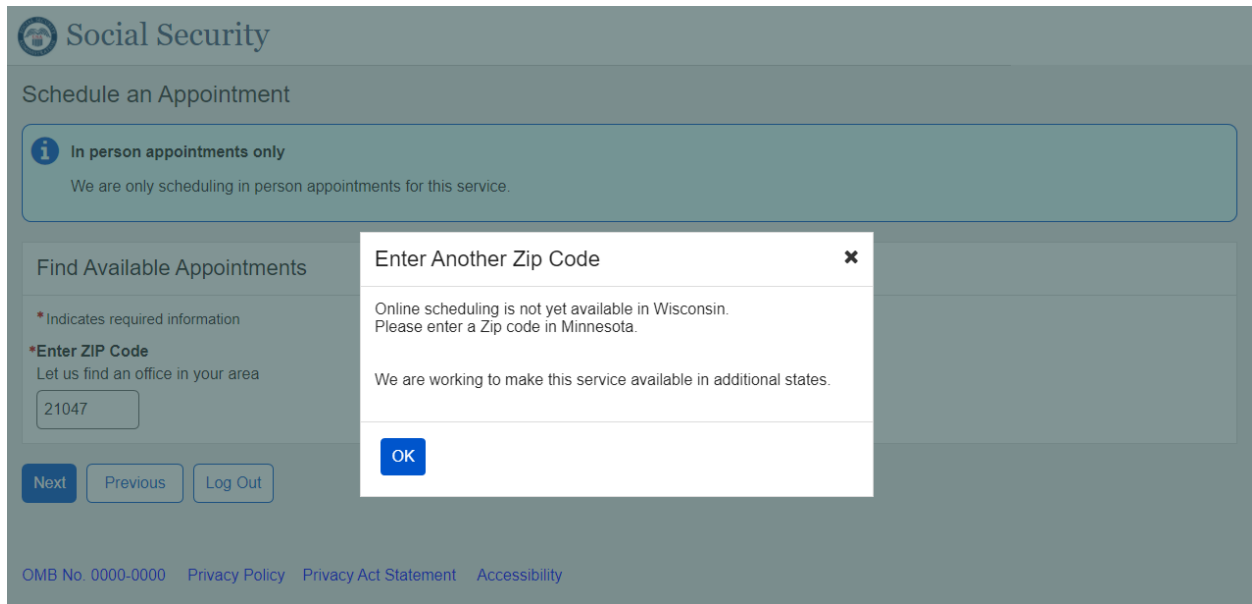 Social Security
Schedule an Appointment
In person appointments only
We are only scheduling in person appointments for this service.
Find Available Appointments
*Indicates required information
*Enter ZIP Code
Let us find an office in your area
21047
Enter Another Zip Code
Online scheduling is not yet available in Wisconsin.
Please enter a Zip code in Minnesota.
We are working to make this service available in additional states.
OK
Next Previous Log Out
OMB No. 0000-0000 Privacy Policy Privacy Act Statement Accessibility